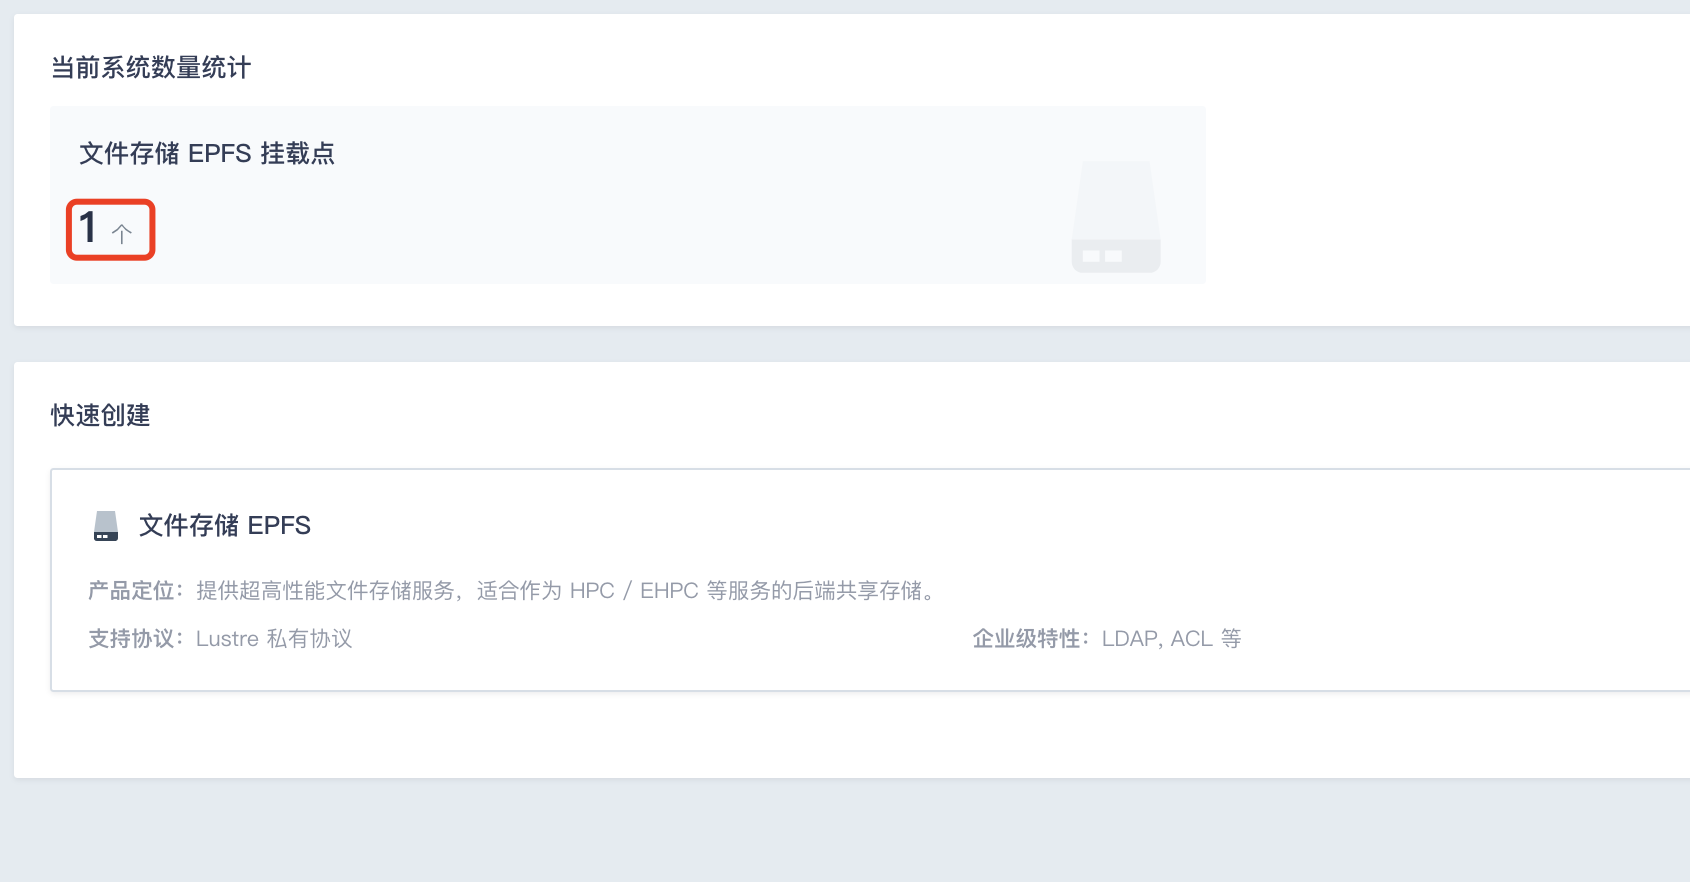 当前系统数量统计
文件存储 EPFS 挂载点
1 个
快速创建
文件存储 EPFS
产品定位：提供超高性能文件存储服务，适合作为 HPC / EHPC 等服务的后端共享存储。
支持协议：Lustre 私有协议
企业级特性：LDAP, ACL 等